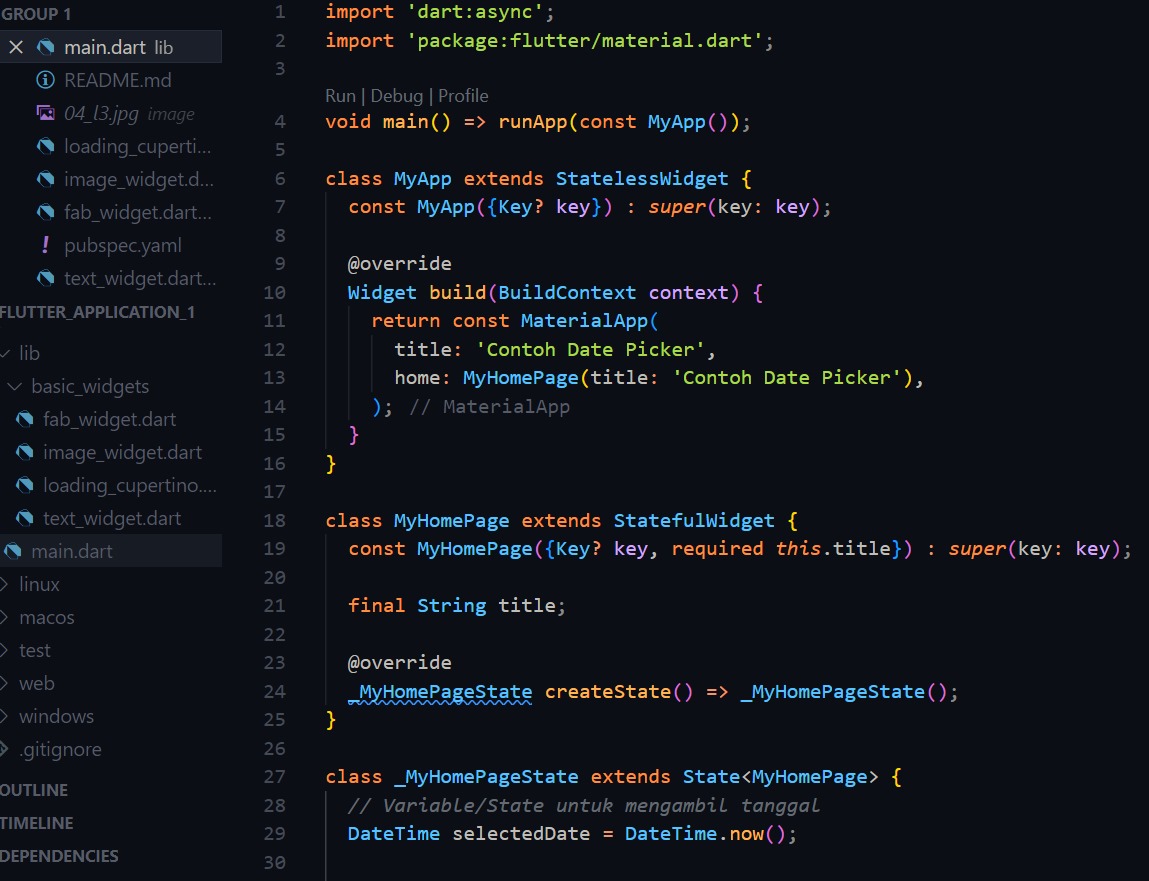 GROUP 1
main.dart lib
README.md
04_l3.jpg image
loading_cuperti...
image_widget.d...
fab_widget.dart...
pubspec.yaml
text_widget.dart...
FLUTTER_APPLICATION_1
lib
basic_widgets
fab_widget.dart
image_widget.dart
loading_cupertino....
text_widget.dart
main.dart
linux
macos
test
web
windows
.gitignore
OUTLINE
TIMELINE
DEPENDENCIES
1 import 'dart:async';
2 import 'package:flutter/material.dart';
3
Run | Debug | Profile
4 void main() => runApp(const MyApp());
5
6 class MyApp extends StatelessWidget {
7   const MyApp({Key? key}) : super(key: key);
8
9   @override
10   Widget build(BuildContext context) {
11     return const MaterialApp(
12       title: 'Contoh Date Picker',
13       home: MyHomePage(title: 'Contoh Date Picker'),
14     ); // MaterialApp
15   }
16 }
17
18 class MyHomePage extends StatefulWidget {
19   const MyHomePage({Key? key, required this.title}) : super(key: key);
20
21   final String title;
22
23   @override
24   _MyHomePageState createState() => _MyHomePageState();
25 }
26
27 class _MyHomePageState extends State<MyHomePage> {
28   // Variable/State untuk mengambil tanggal
29   DateTime selectedDate = DateTime.now();
30